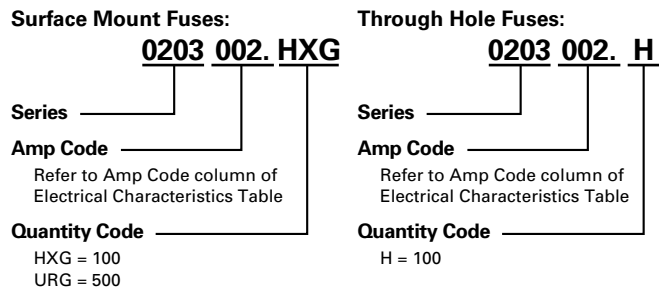 Surface Mount Fuses:
0203 002. HXG
Series
Amp Code
Refer to Amp Code column of
Electrical Characteristics Table
Quantity Code
HXG = 100
URG = 500
Through Hole Fuses:
0203 002. H
Series
Amp Code
Refer to Amp Code column of
Electrical Characteristics Table
Quantity Code
H = 100